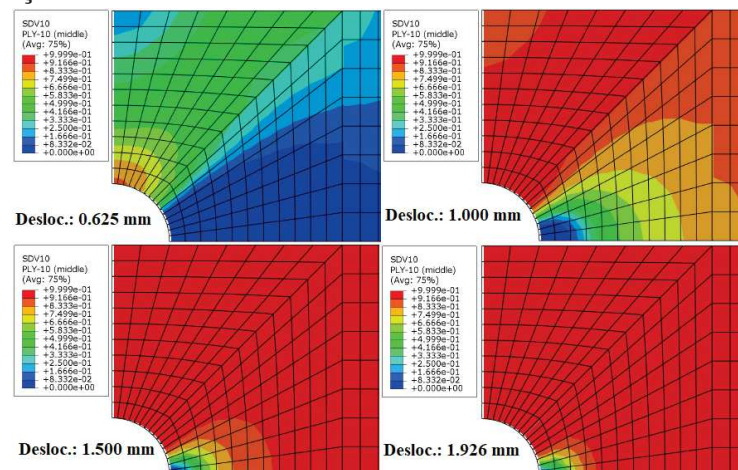 SDV10
PLY-10 (middle)
(Avg: 75%)
+9.999e-01
+9.166e-01
+8.333e-01
+7.499e-01
+6.666e-01
+5.833e-01
+4.999e-01
+4.166e-01
+3.333e-01
+2.500e-01
+1.666e-01
+8.332e-02
+0.000e+00
Desloc.: 0.625 mm
SDV10
PLY-10 (middle)
(Avg: 75%)
+9.999e-01
+9.166e-01
+8.333e-01
+7.499e-01
+6.666e-01
+5.833e-01
+4.999e-01
+4.166e-01
+3.333e-01
+2.500e-01
+1.666e-01
+8.332e-02
+0.000e+00
Desloc.: 1.000 mm
SDV10
PLY-10 (middle)
(Avg: 75%)
+9.999e-01
+9.166e-01
+8.333e-01
+7.499e-01
+6.666e-01
+5.833e-01
+4.999e-01
+4.166e-01
+3.333e-01
+2.500e-01
+1.666e-01
+8.332e-02
+0.000e+00
Desloc.: 1.500 mm
SDV10
PLY-10 (middle)
(Avg: 75%)
+9.999e-01
+9.166e-01
+8.333e-01
+7.499e-01
+6.666e-01
+5.833e-01
+4.999e-01
+4.166e-01
+3.333e-01
+2.500e-01
+1.666e-01
+8.332e-02
+0.000e+00
Desloc.: 1.926 mm